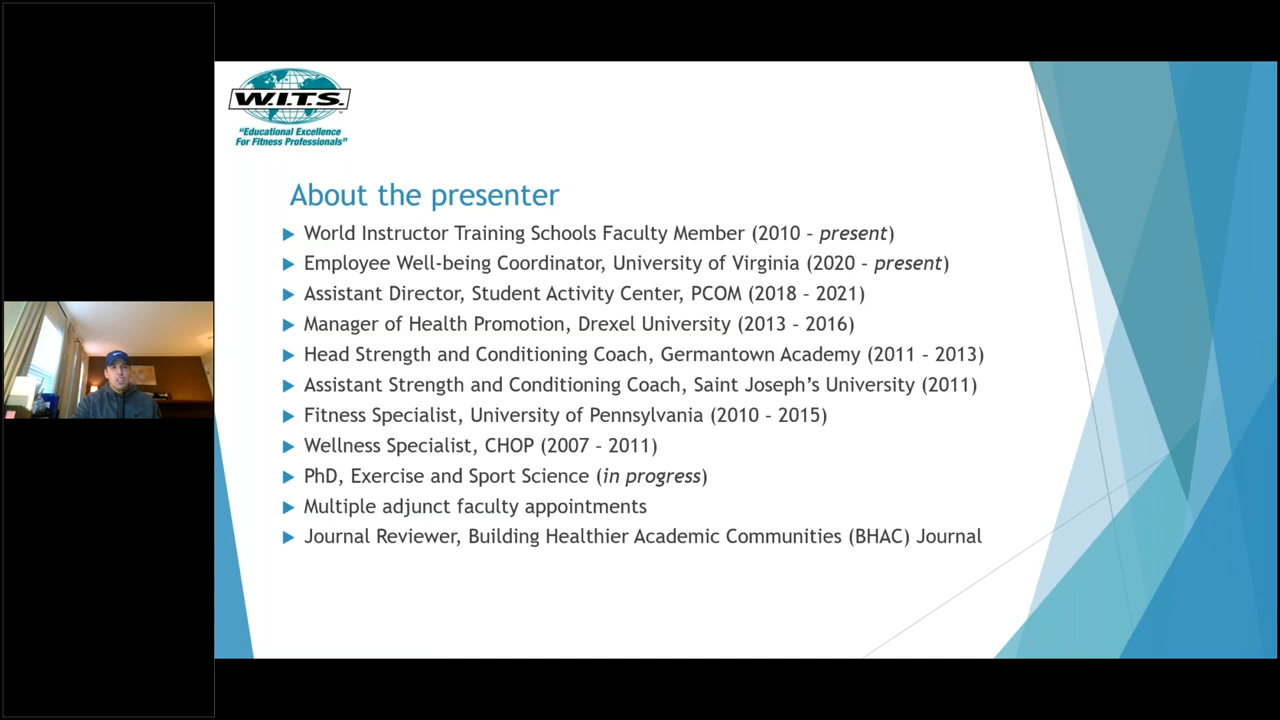 W.I.T.S.
"Educational Excellence
For Fitness Professionals"
About the presenter
World Instructor Training Schools Faculty Member (2010 – present)
Employee Well-being Coordinator, University of Virginia (2020 – present)
Assistant Director, Student Activity Center, PCOM (2018 – 2021)
Manager of Health Promotion, Drexel University (2013 – 2016)
Head Strength and Conditioning Coach, Germantown Academy (2011 – 2013)
Assistant Strength and Conditioning Coach, Saint Joseph's University (2011)
Fitness Specialist, University of Pennsylvania (2010 – 2015)
Wellness Specialist, CHOP (2007 – 2011)
PhD, Exercise and Sport Science (in progress)
Multiple adjunct faculty appointments
Journal Reviewer, Building Healthier Academic Communities (BHAC) Journal